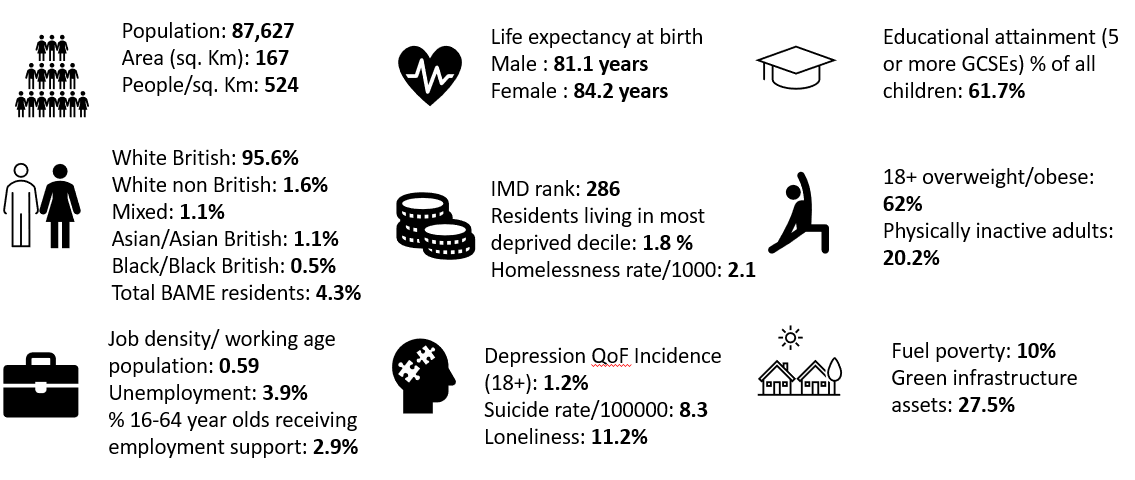 Population: 87,627
Area (sq. Km): 167
People/sq. Km: 524
Life expectancy at birth
Male : 81.1 years
Female : 84.2 years
Educational attainment (5
or more GCSEs) % of all
children: 61.7%
White British: 95.6%
White non British: 1.6%
Mixed: 1.1%
Asian/Asian British: 1.1%
Black/Black British: 0.5%
Total BAME residents: 4.3%
IMD rank: 286
Residents living in most
deprived decile: 1.8 %
Homelessness rate/1000: 2.1
18+ overweight/obese:
62%
Physically inactive adults:
20.2%
Job density/ working age
population: 0.59
Unemployment: 3.9%
% 16-64 year olds receiving
employment support: 2.9%
Depression QoF Incidence
(18+): 1.2%
Suicide rate/100000: 8.3
Loneliness: 11.2%
Fuel poverty: 10%
Green infrastructure
assets: 27.5%